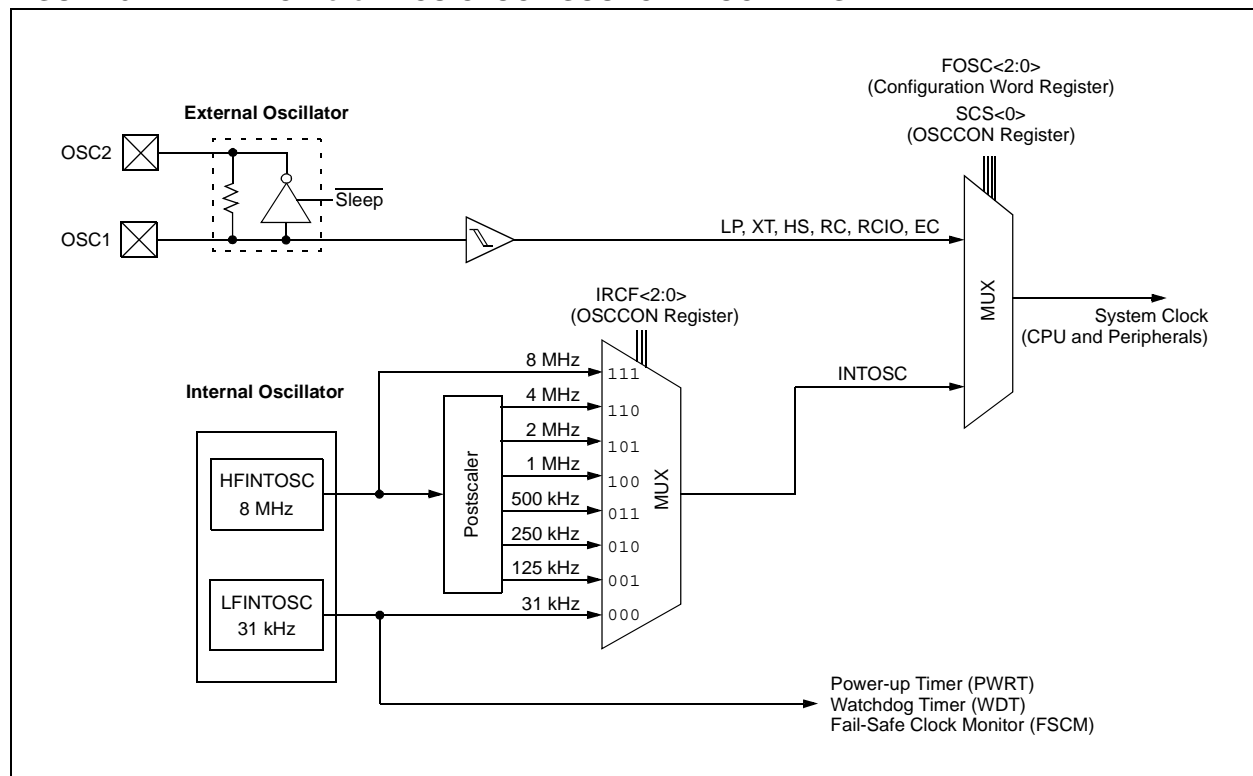 FOSC<2:0>
(Configuration Word Register)
SCS<0>
(OSCCON Register)
External Oscillator
OSC2
Sleep
OSC1
LP, XT, HS, RC, RCIO, EC
IRCF<2:0>
(OSCCON Register)
MUX
System Clock
(CPU and Peripherals)
8 MHz
111
INTOSC
Internal Oscillator
4 MHz
110
2 MHz
101
1 MHz
100
MUX
HFINTOSC
8 MHz
Postscaler
500 kHz
011
250 kHz
010
125 kHz
001
LFINTOSC
31 kHz
31 kHz
000
Power-up Timer (PWRT)
Watchdog Timer (WDT)
Fail-Safe Clock Monitor (FSCM)